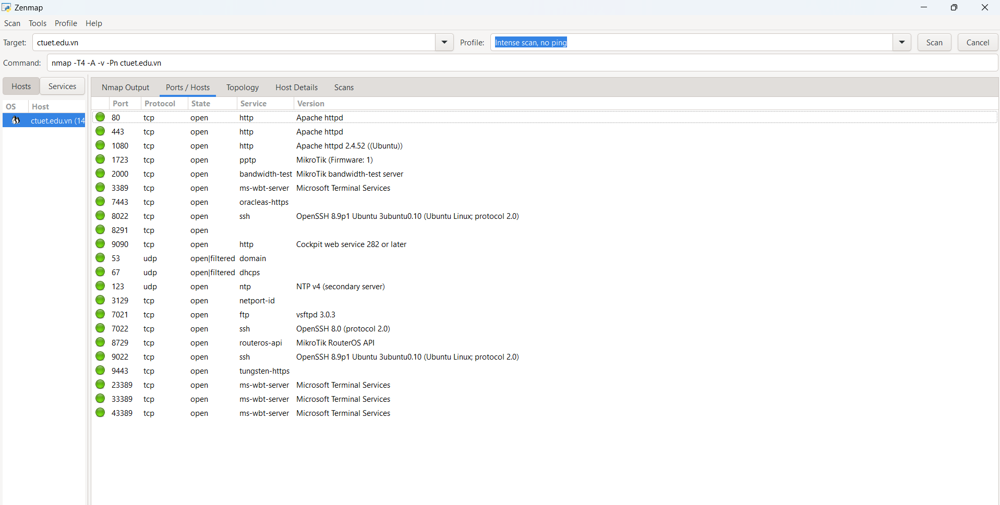 Zenmap
Scan Tools Profile Help
Target: ctuet.edu.vn Profile: Intense scan, no ping Scan Cancel
Command: nmap -T4 -A -v -Pn ctuet.edu.vn
Hosts Services Nmap Output Ports / Hosts Topology Host Details Scans
OS Host
ctuet.edu.vn (14
Port Protocol State Service Version
80 tcp open http Apache httpd
443 tcp open http Apache httpd
1080 tcp open http Apache httpd 2.4.52 ((Ubuntu))
1723 tcp open pptp MikroTik (Firmware: 1)
2000 tcp open bandwidth-test MikroTik bandwidth-test server
3389 tcp open ms-wbt-server Microsoft Terminal Services
7443 tcp open oracleas-https
8022 tcp open ssh OpenSSH 8.9p1 Ubuntu 3ubuntu0.10 (Ubuntu Linux; protocol 2.0)
8291 tcp open
9090 tcp open http Cockpit web service 282 or later
53 udp open|filtered domain
67 udp open|filtered dhcps
123 udp open ntp NTP v4 (secondary server)
3129 tcp open netport-id
7021 tcp open ftp vsftpd 3.0.3
7022 tcp open ssh OpenSSH 8.0 (protocol 2.0)
8729 tcp open routeros-api MikroTik RouterOS API
9022 tcp open ssh OpenSSH 8.9p1 Ubuntu 3ubuntu0.10 (Ubuntu Linux; protocol 2.0)
9443 tcp open tungsten-https
23389 tcp open ms-wbt-server Microsoft Terminal Services
33389 tcp open ms-wbt-server Microsoft Terminal Services
43389 tcp open ms-wbt-server Microsoft Terminal Services